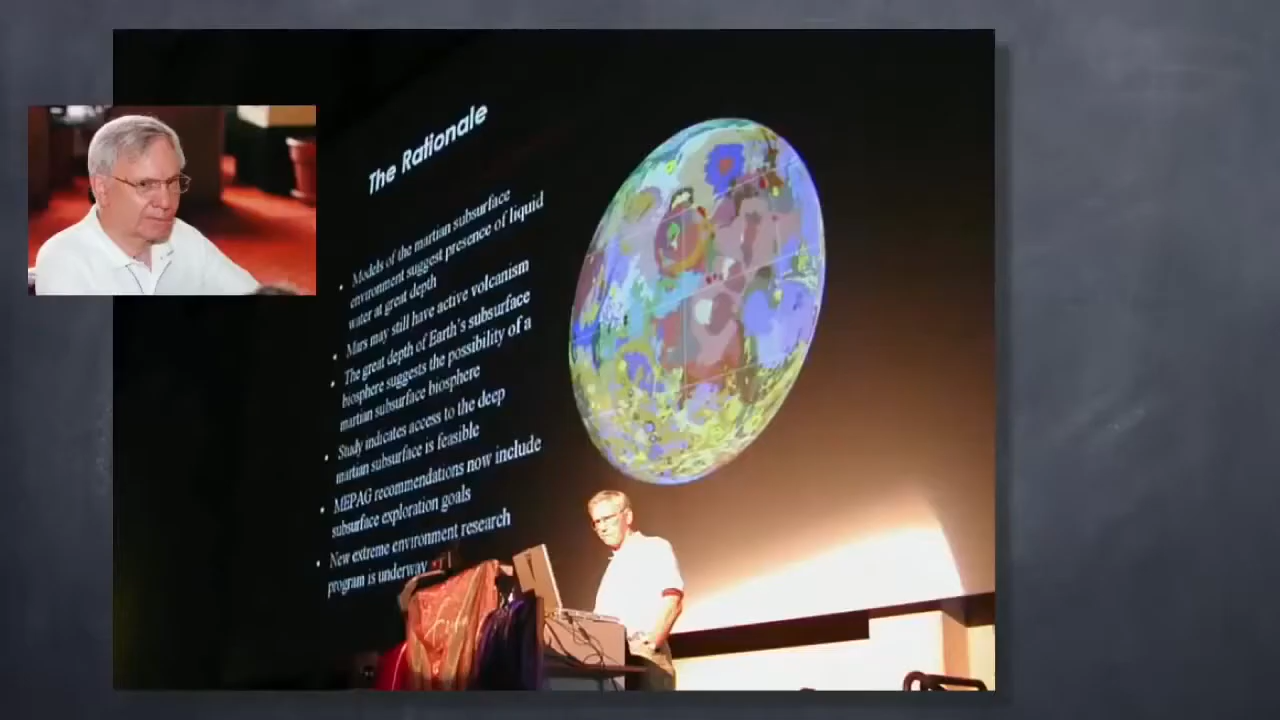 The Rationale
• Models of the martian subsurface
environment suggest presence of liquid
water at great depth
• Mars may still have active volcanism
• The great depth of Earth's subsurface
biosphere suggests the possibility of a
martian subsurface biosphere
• Study indicates access to the deep
martian subsurface is feasible
• MEPAG recommendations now include
subsurface exploration goals
• New extreme environment research
program is underway